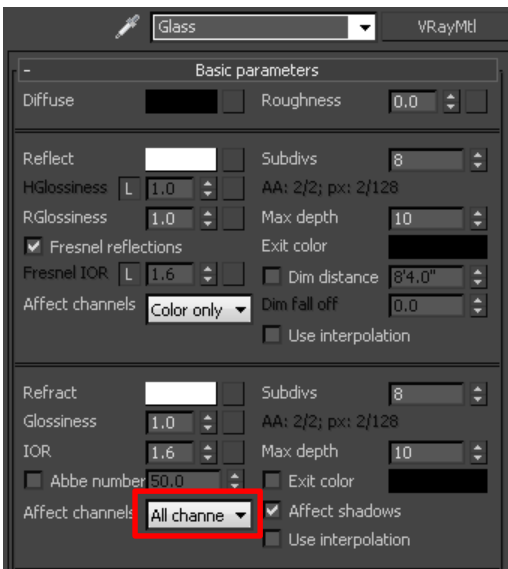 Glass VRayMtl
- Basic parameters
Diffuse Roughness 0.0
Reflect Subdivs 8
HGlossiness L 1.0 AA: 2/2; px: 2/128
RGlossiness 1.0 Max depth 10
Fresnel reflections Exit color
Fresnel IOR L 1.6 Dim distance 8'4.0"
Affect channels Color only Dim fall off 0.0
Use interpolation
Refract Subdivs 8
Glossiness 1.0 AA: 2/2; px: 2/128
IOR 1.6 Max depth 10
Abbe number 50.0 Exit color
Affect channels All channe Affect shadows
Use interpolation